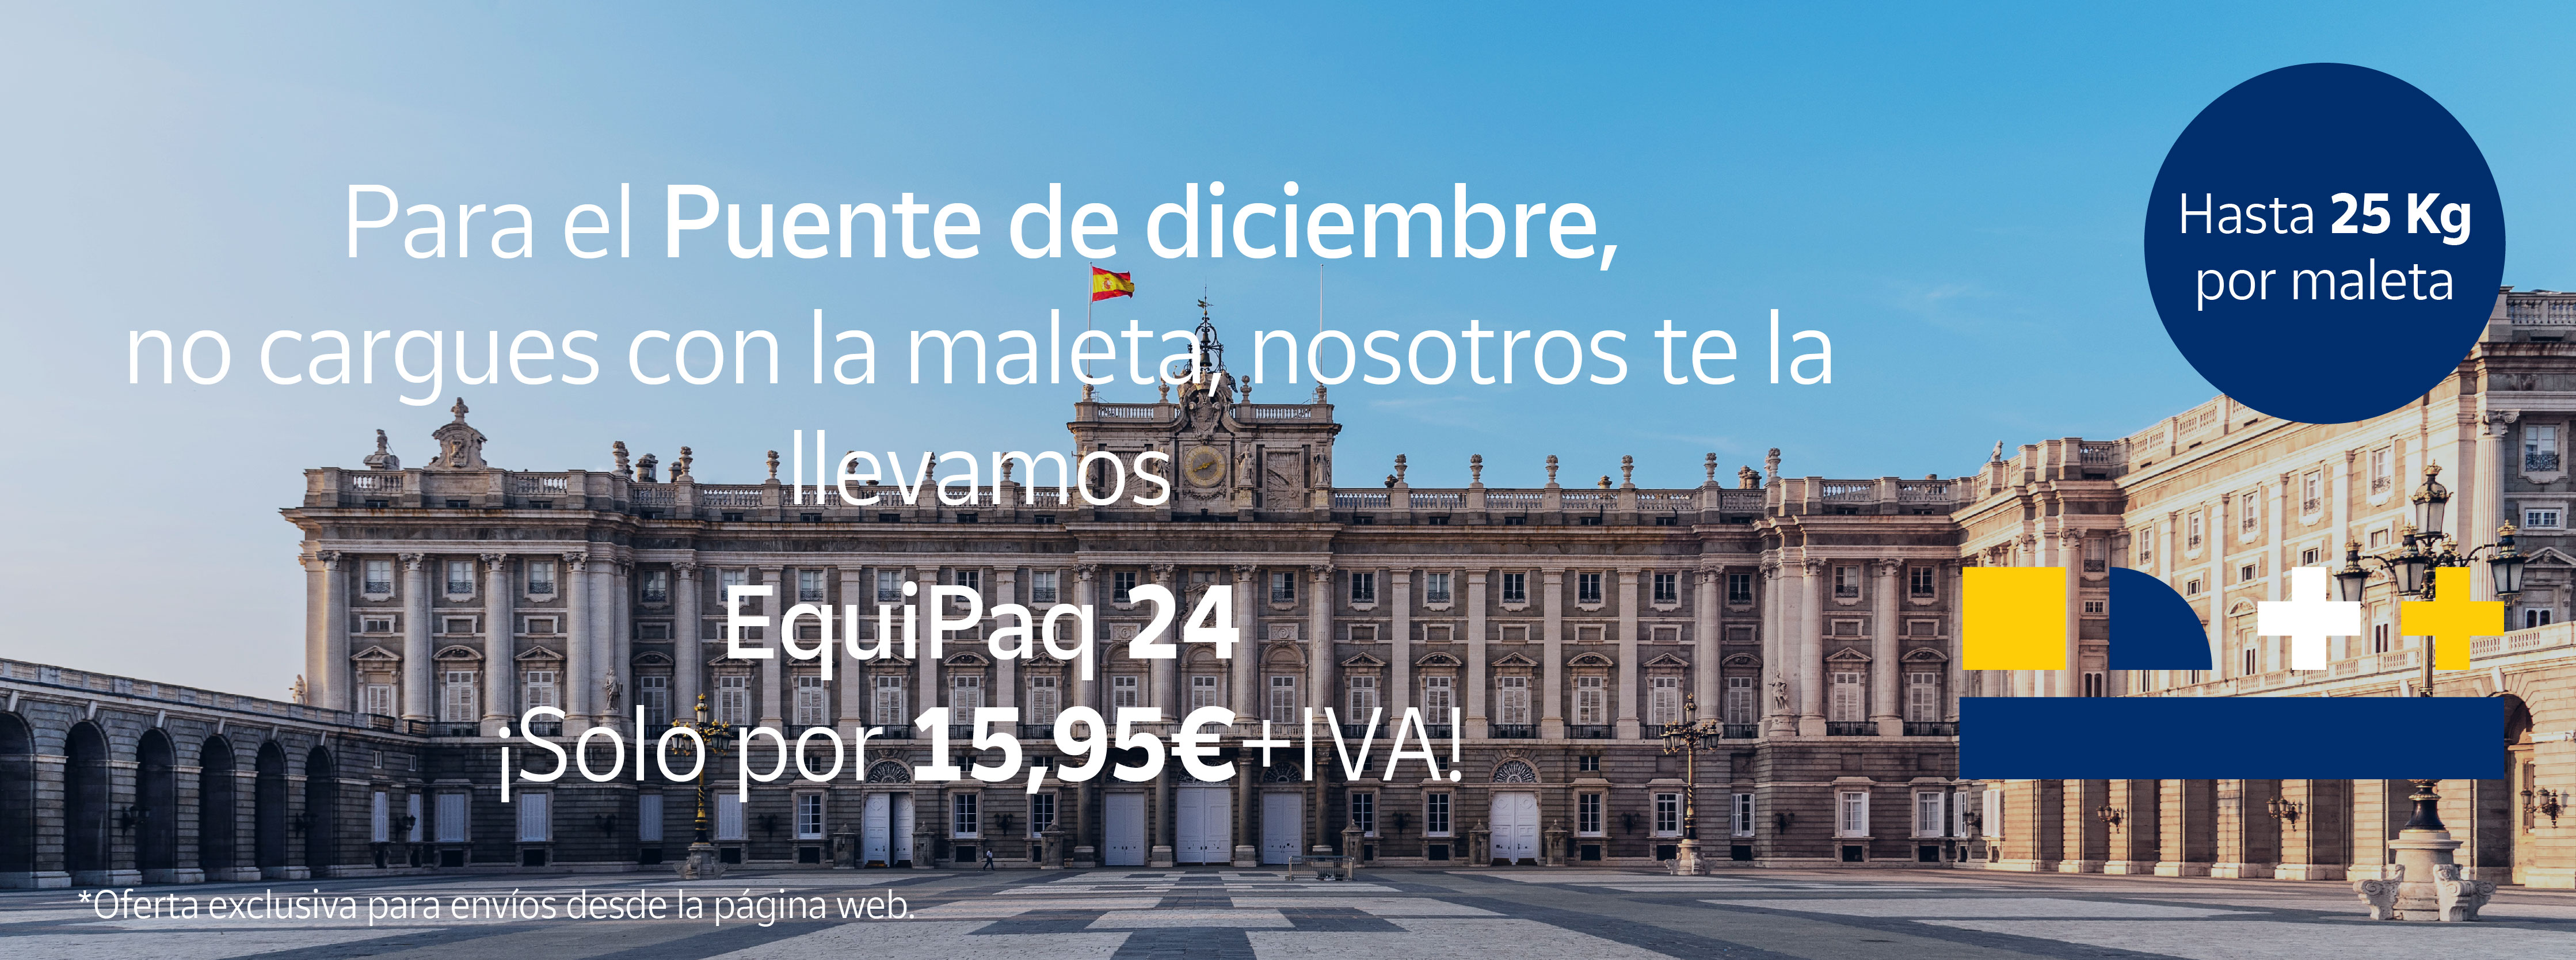 Para el Puente de diciembre,
no cargues con la maleta, nosotros te la
llevamos
EquiPaq 24
¡Solo por 15,95€+IVA!
Hasta 25 Kg
por maleta
*Oferta exclusiva para envíos desde la página web.